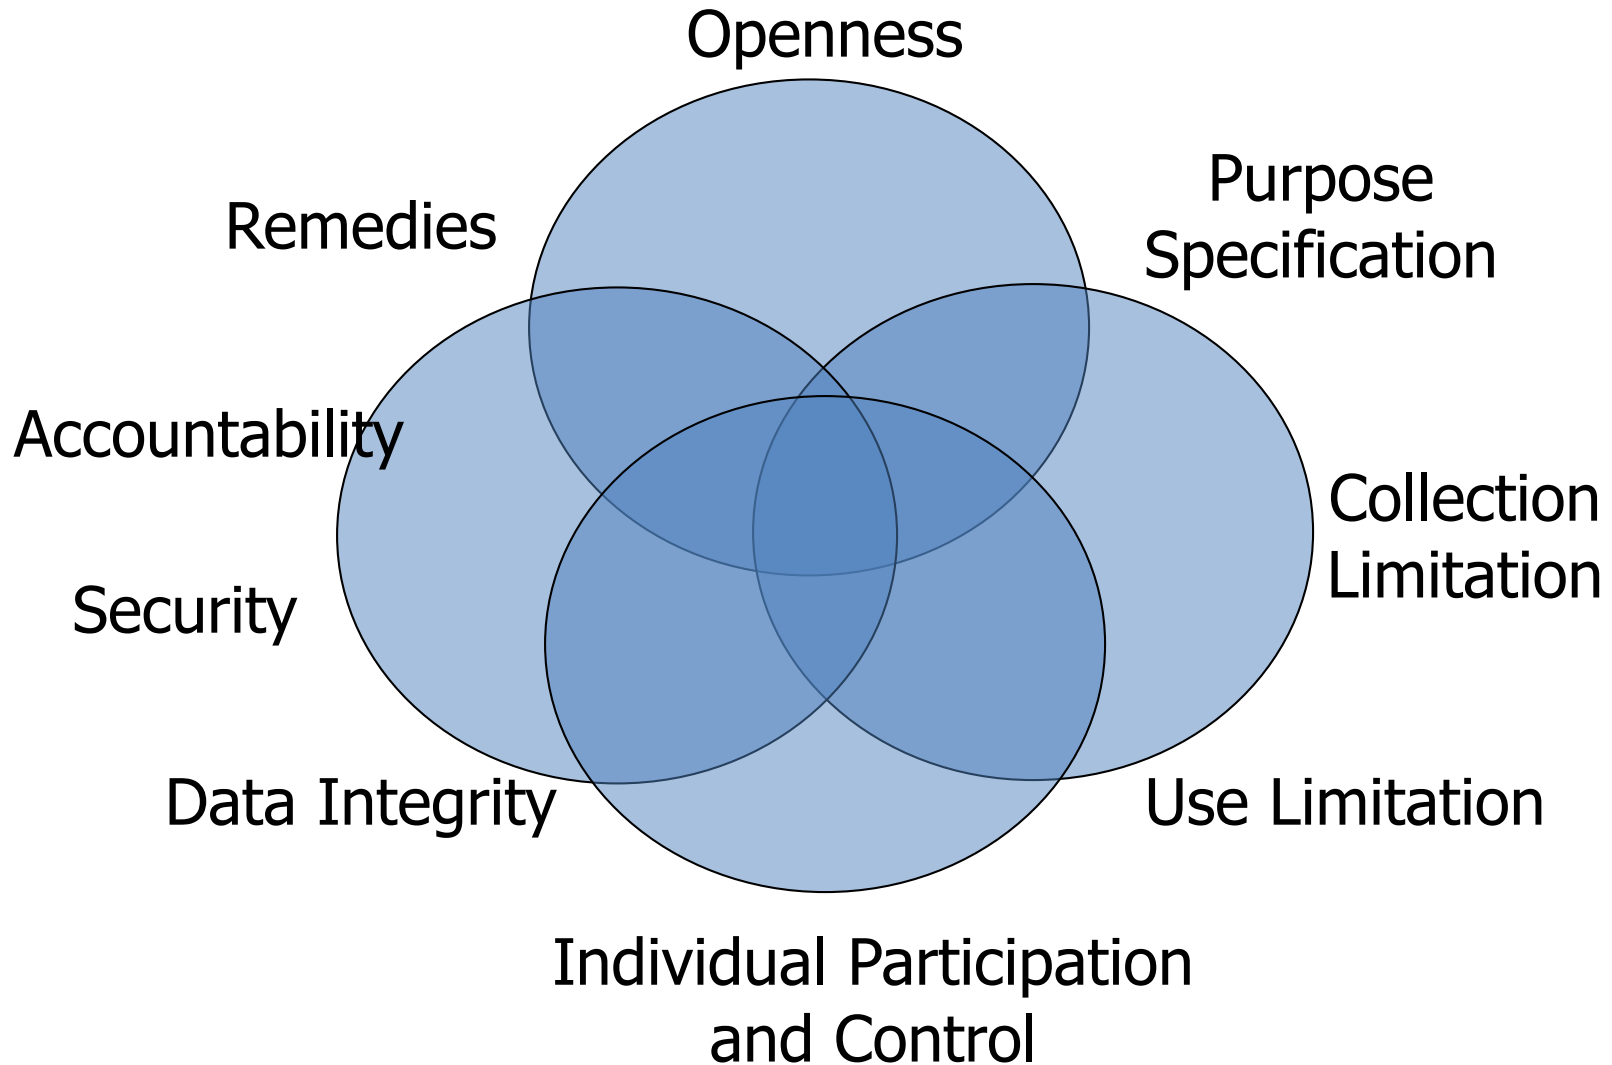 Openness
Purpose
Specification
Remedies
Accountability
Collection
Limitation
Security
Data Integrity
Use Limitation
Individual Participation
and Control